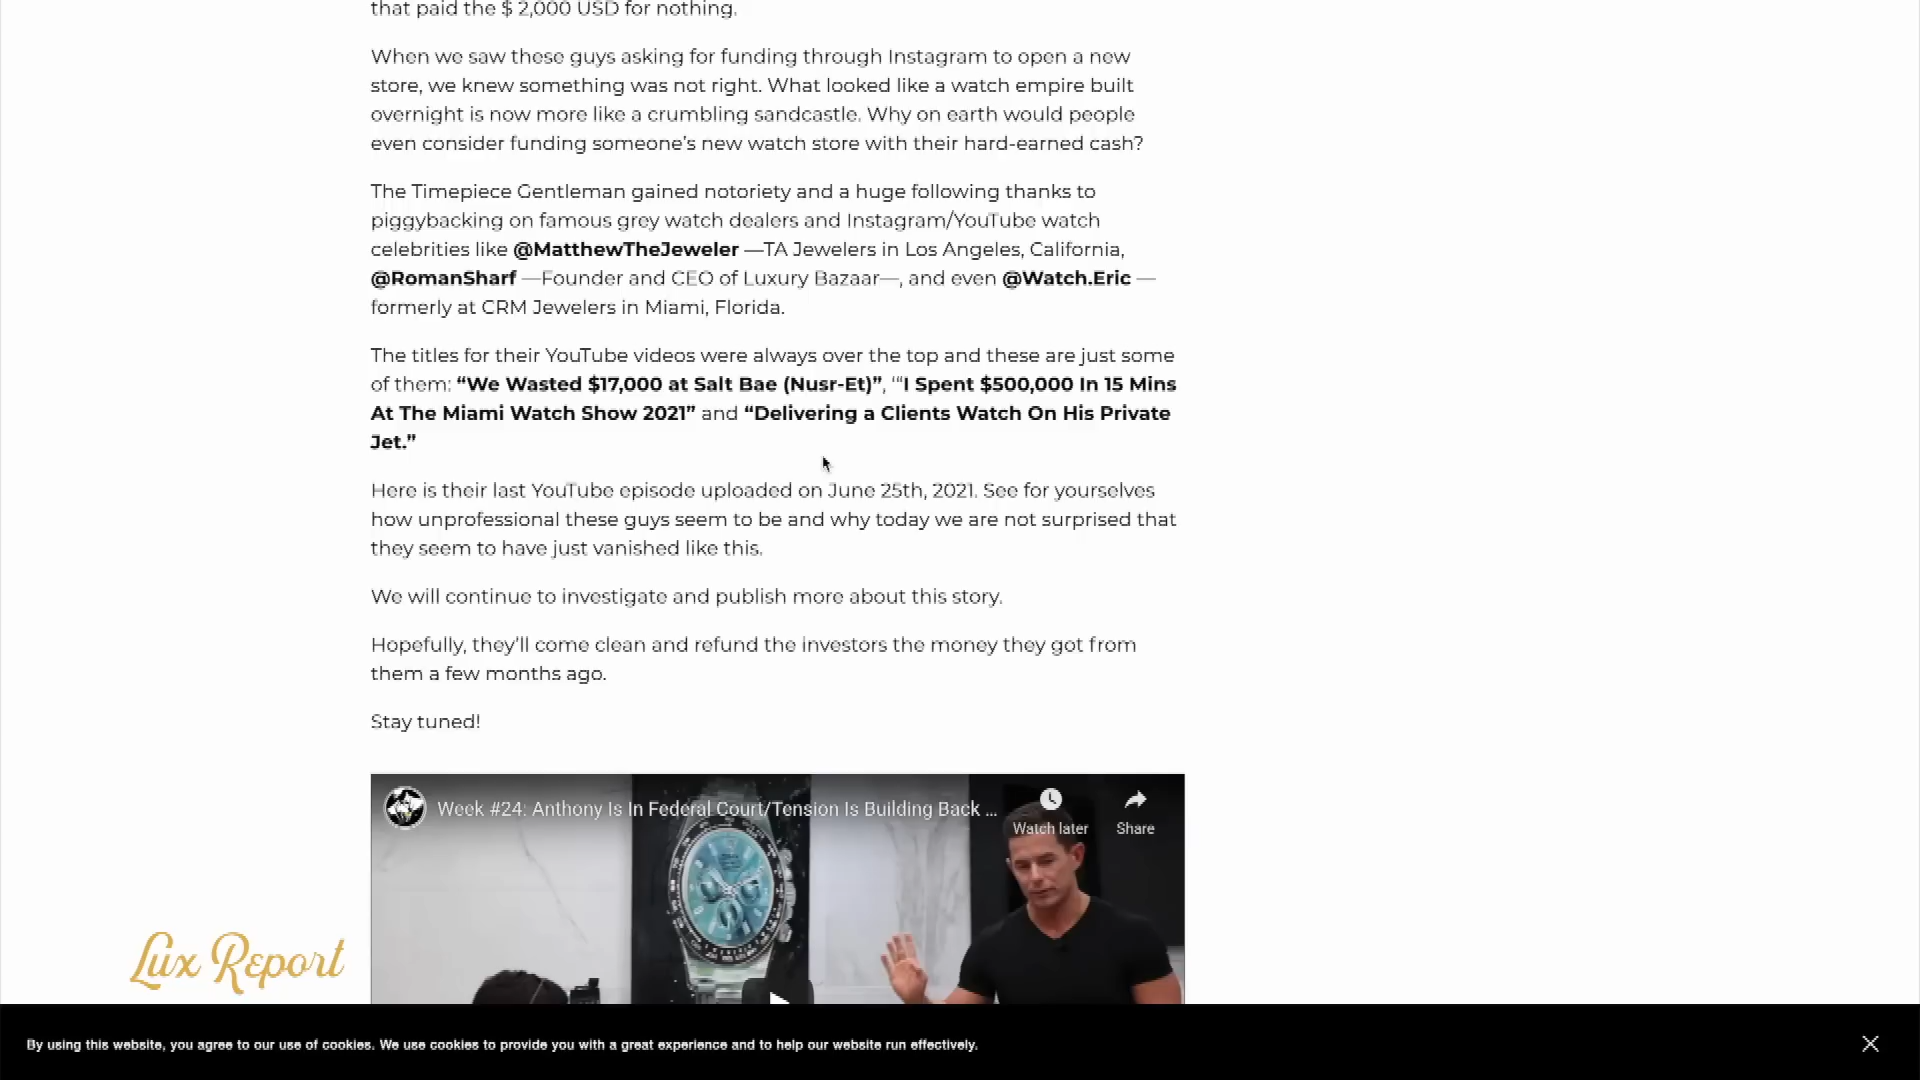 that paid the $ 2,000 USD for nothing.
When we saw these guys asking for funding through Instagram to open a new
store, we knew something was not right. What looked like a watch empire built
overnight is now more like a crumbling sandcastle. Why on earth would people
even consider funding someone’s new watch store with their hard-earned cash?
The Timepiece Gentleman gained notoriety and a huge following thanks to
piggybacking on famous grey watch dealers and Instagram/YouTube watch
celebrities like @MatthewTheJeweler —TA Jewelers in Los Angeles, California,
@RomanSharf —Founder and CEO of Luxury Bazaar—, and even @Watch.Eric —
formerly at CRM Jewelers in Miami, Florida.
The titles for their YouTube videos were always over the top and these are just some
of them: “We Wasted $17,000 at Salt Bae (Nusr-Et)”, ‘“I Spent $500,000 In 15 Mins
At The Miami Watch Show 2021” and “Delivering a Clients Watch On His Private
Jet.”
Here is their last YouTube episode uploaded on June 25th, 2021. See for yourselves
how unprofessional these guys seem to be and why today we are not surprised that
they seem to have just vanished like this.
We will continue to investigate and publish more about this story.
Hopefully, they’ll come clean and refund the investors the money they got from
them a few months ago.
Stay tuned!
Week #24: Anthony Is In Federal Court/Tension Is Building Back ...
Watch later
Share
Lux Report
By using this website, you agree to our use of cookies. We use cookies to provide you with a great experience and to help our website run effectively.